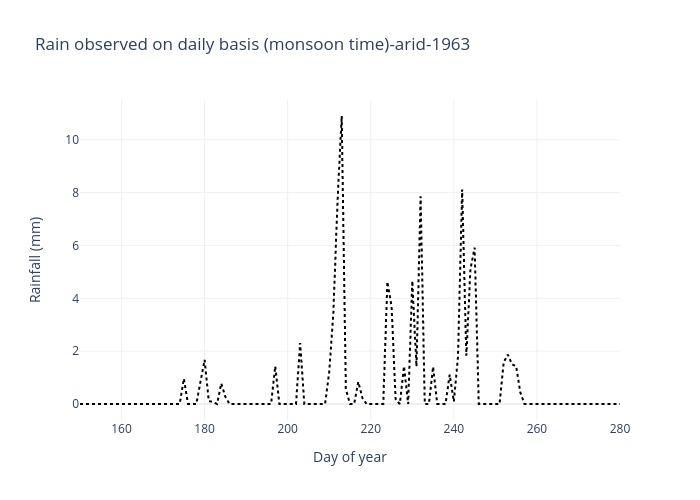 Rain observed on daily basis (monsoon time)-arid-1963
Rainfall (mm)
10
8
6
4
2
0
160 180 200 220 240 260 280
Day of year